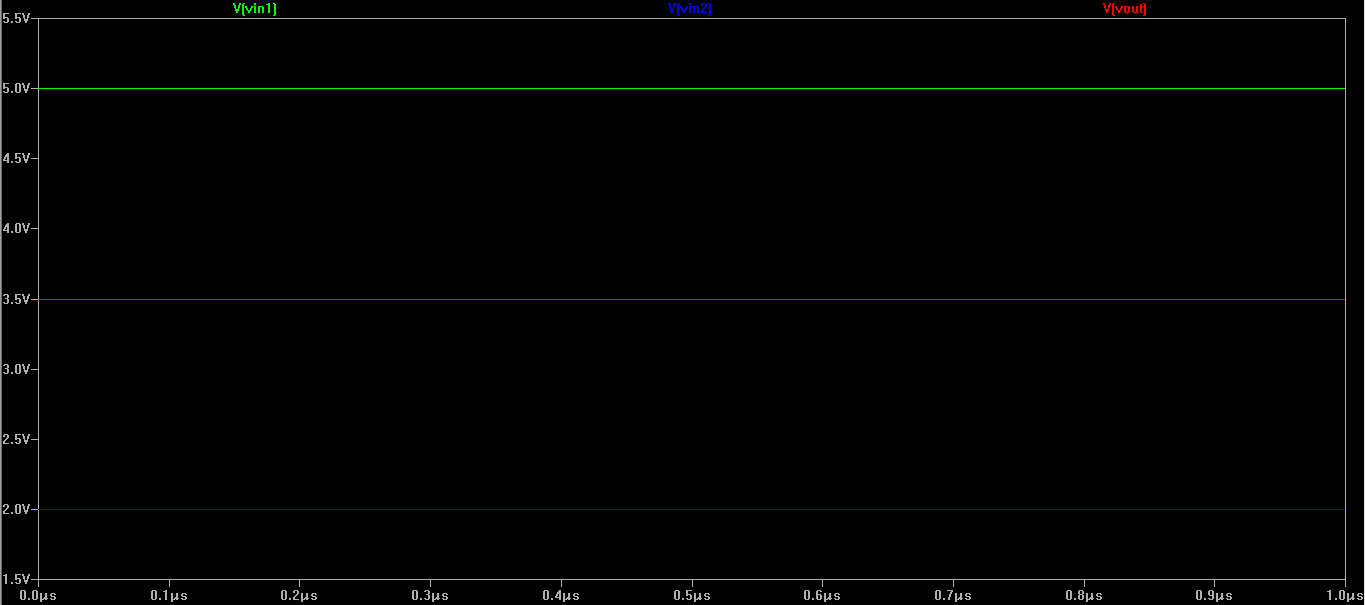 V(vin1) V(vin2) V(vout)
5.5V
5.0V
4.5V
4.0V
3.5V
3.0V
2.5V
2.0V
1.5V
0.0µs 0.1µs 0.2µs 0.3µs 0.4µs 0.5µs 0.6µs 0.7µs 0.8µs 0.9µs 1.0µs